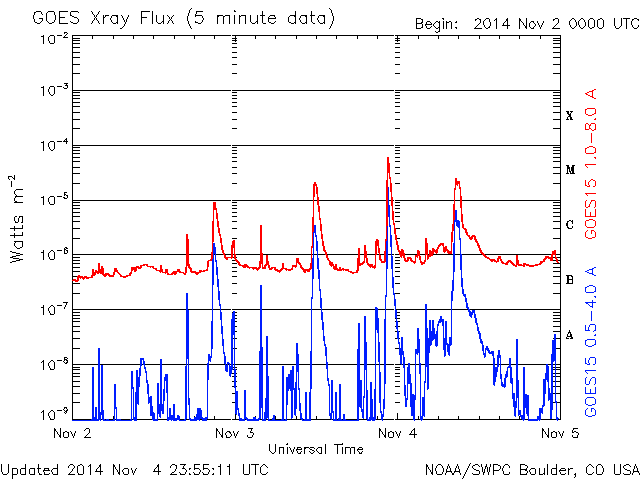 GOES Xray Flux (5 minute data)
Begin: 2014 Nov 2 0000 UTC
10⁻²
10⁻³
10⁻⁴
10⁻⁵
10⁻⁶
10⁻⁷
10⁻⁸
10⁻⁹
Watts m⁻²
X
M
C
B
A
GOES15 1.0-8.0 A
GOES15 0.5-4.0 A
Nov 2
Nov 3
Nov 4
Nov 5
Universal Time
Updated 2014 Nov 4 23:55:11 UTC
NOAA/SWPC Boulder, CO USA